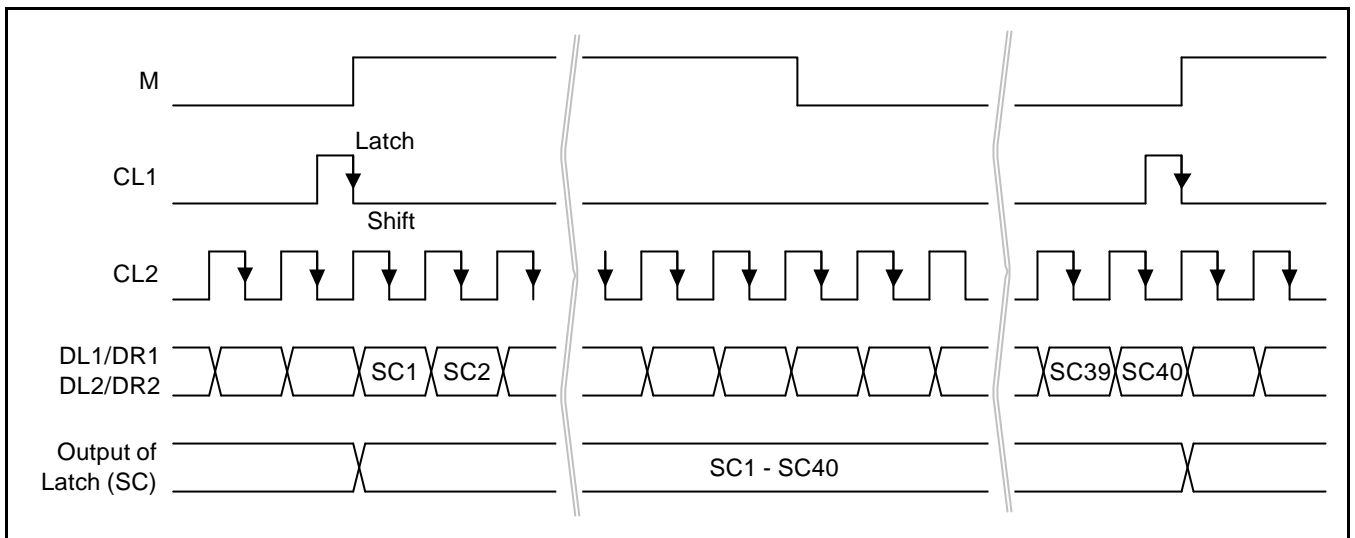 M
Latch
CL1
Shift
CL2
DL1/DR1
DL2/DR2
SC1 SC2 SC39 SC40
Output of
Latch (SC)
SC1 - SC40